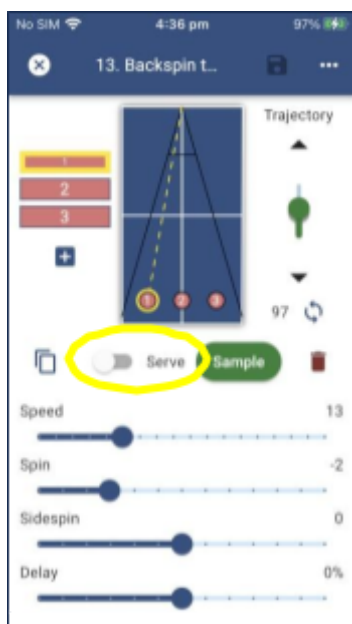 No SIM 4:36 pm 97%
13. Backspin t...
Trajectory
1
2
3
1 2 3
97
Serve Sample
Speed 13
Spin -2
Sidespin 0
Delay 0%